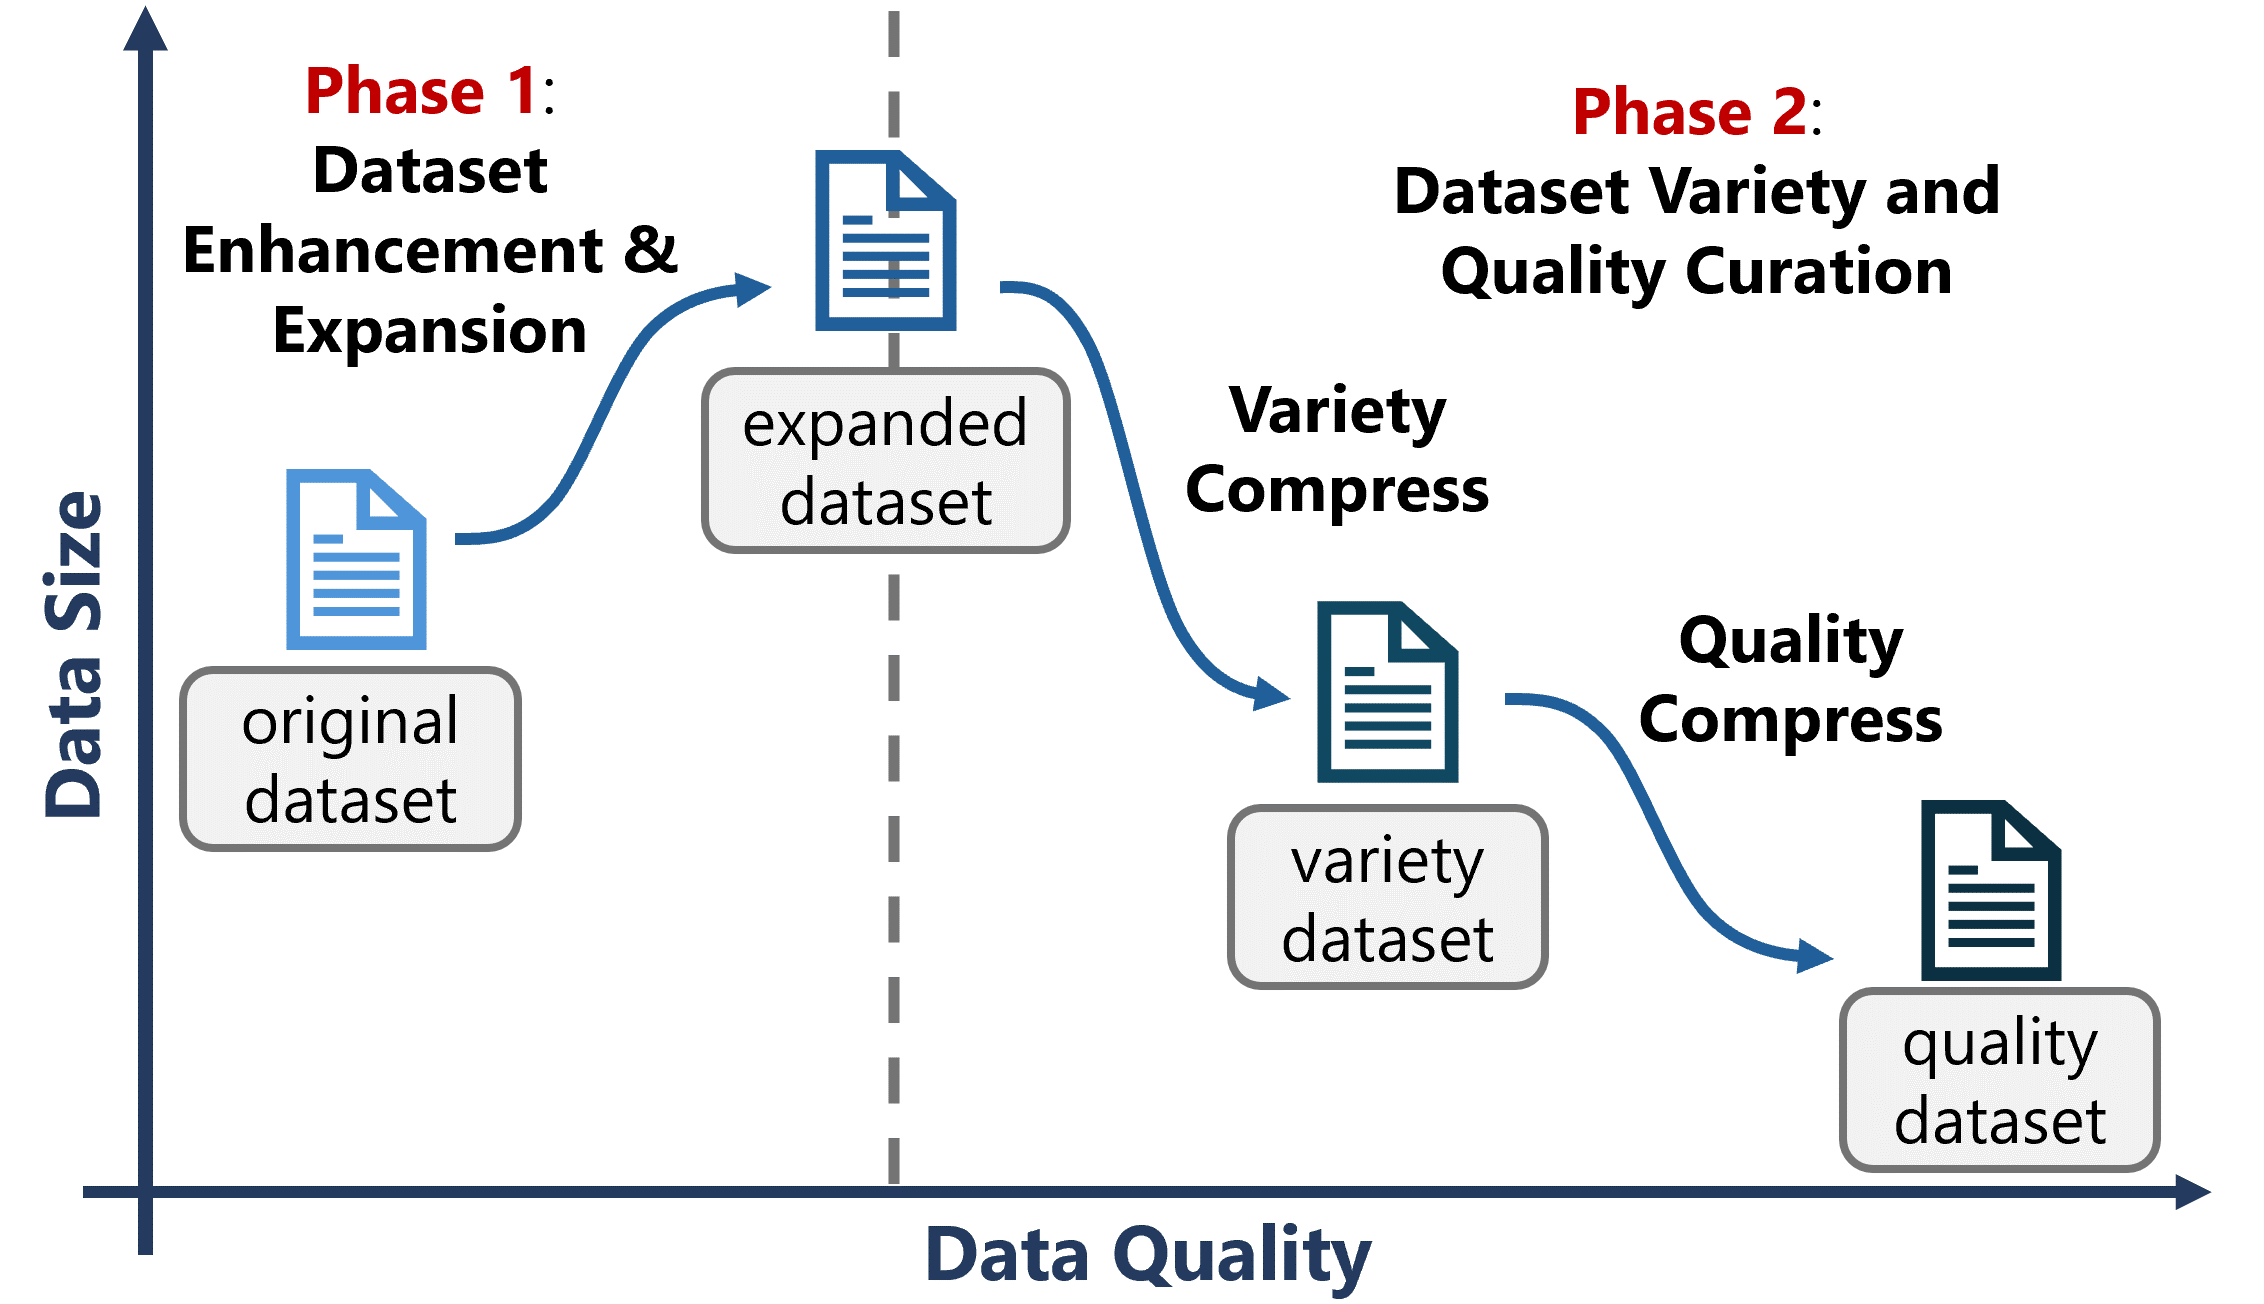 Phase 1:
Dataset
Enhancement &
Expansion
Phase 2:
Dataset Variety and
Quality Curation
expanded
dataset
Variety
Compress
original
dataset
Quality
Compress
variety
dataset
quality
dataset
Data Size
Data Quality